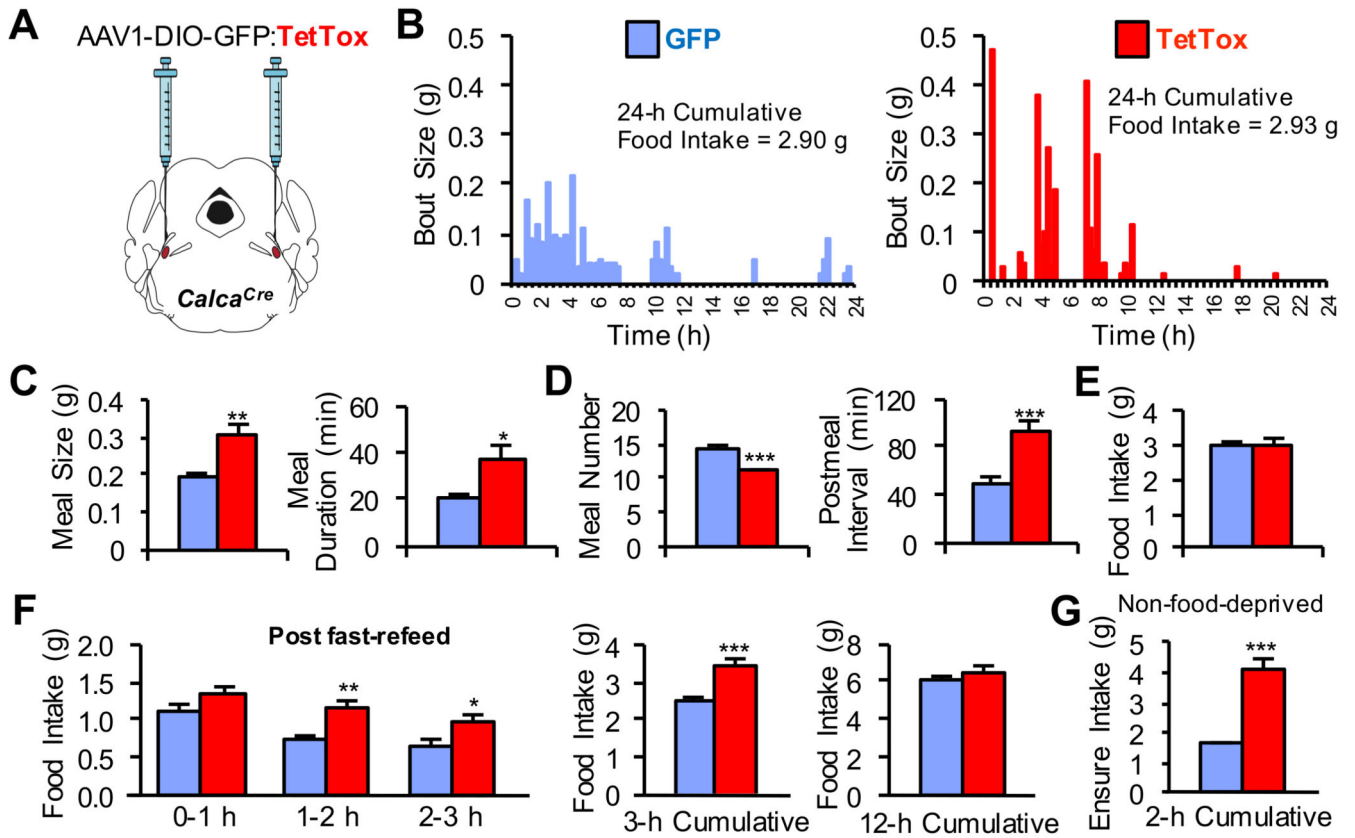 A
AAV1-DIO-GFP:TetTox
Calca^Cre
B
GFP
24-h Cumulative
Food Intake = 2.90 g
Bout Size (g)
0.5
0.4
0.3
0.2
0.1
0
0 2 4 6 8 10 12 14 16 18 20 22 24
Time (h)
TetTox
24-h Cumulative
Food Intake = 2.93 g
Bout Size (g)
0.5
0.4
0.3
0.2
0.1
0
0 2 4 6 8 10 12 14 16 18 20 22 24
Time (h)
C
Meal Size (g)
0.4
0.3
0.2
0.1
0
**
Meal
Duration (min)
60
40
20
0
*
D
Meal Number
20
15
10
5
0
***
Postmeal
Interval (min)
120
80
40
0
***
E
Food Intake (g)
4
3
2
1
0
F
Post fast-refeed
Food Intake (g)
2.0
1.5
1.0
0.5
0.0
**
*
0-1 h 1-2 h 2-3 h
Food Intake (g)
4
3
2
1
0
***
3-h Cumulative
Food Intake (g)
8
6
4
2
0
12-h Cumulative
G
Non-food-deprived
Ensure Intake (g)
5
4
3
2
1
0
***
2-h Cumulative